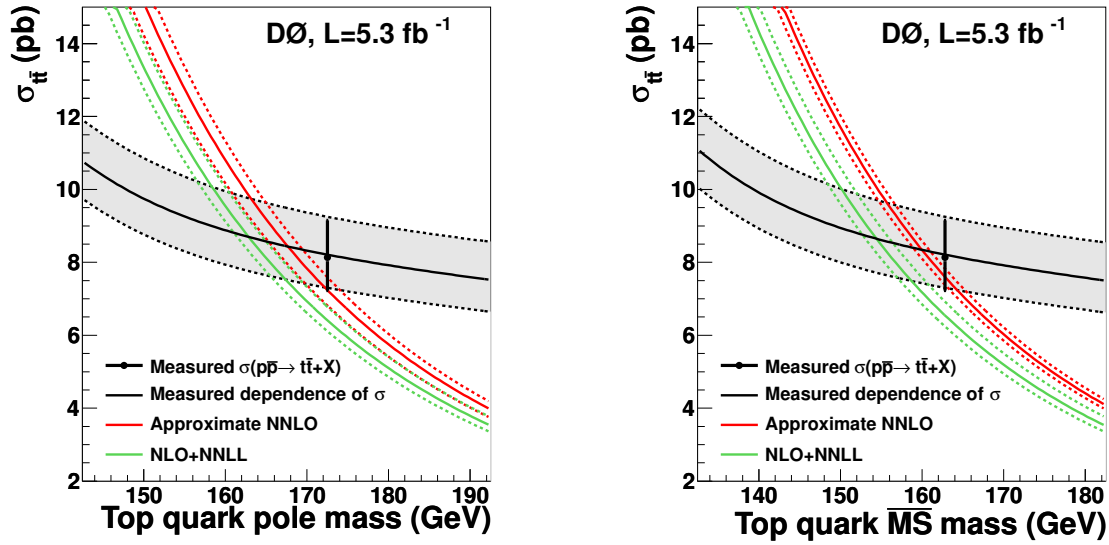 DØ, L=5.3 fb⁻¹
σ_tt̄ (pb)
14
12
10
8
6
4
2
Measured σ(pp̄→ tt̄+X)
Measured dependence of σ
Approximate NNLO
NLO+NNLL
150 160 170 180 190
Top quark pole mass (GeV)
DØ, L=5.3 fb⁻¹
σ_tt̄ (pb)
14
12
10
8
6
4
2
Measured σ(pp̄→ tt̄+X)
Measured dependence of σ
Approximate NNLO
NLO+NNLL
140 150 160 170 180
Top quark M̅S̅ mass (GeV)